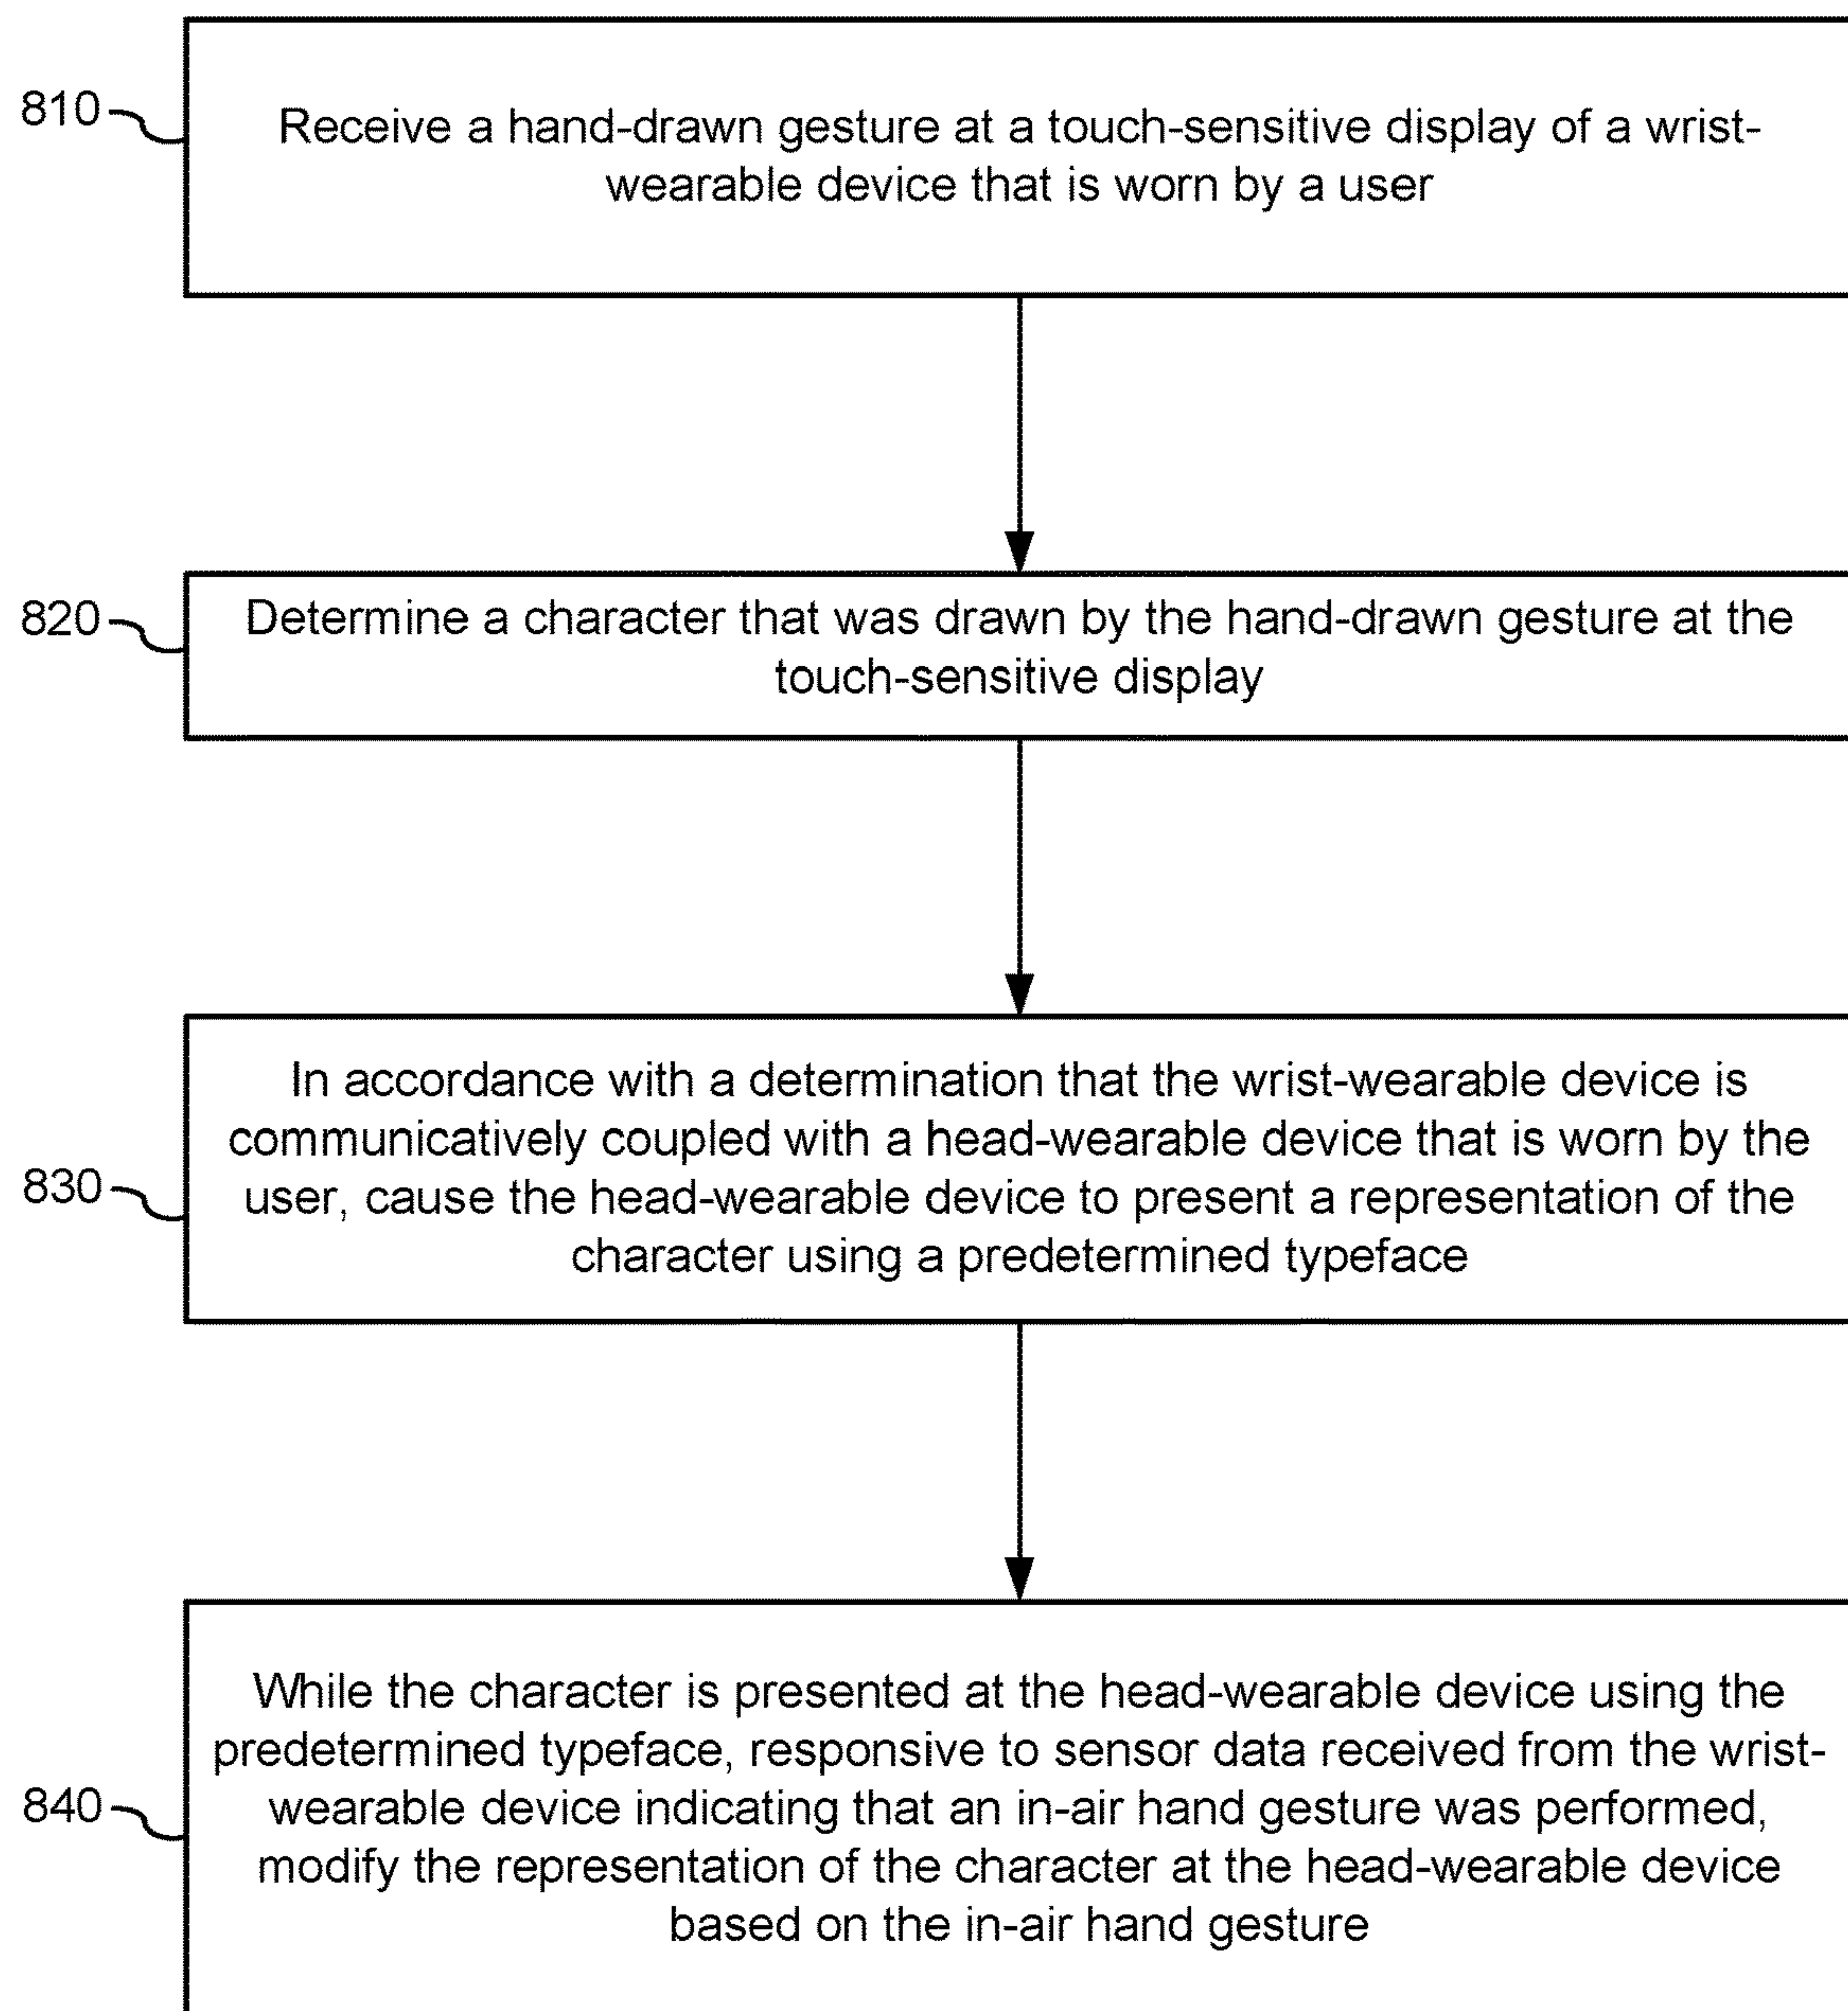 810
Receive a hand-drawn gesture at a touch-sensitive display of a wrist-
wearable device that is worn by a user
820
Determine a character that was drawn by the hand-drawn gesture at the
touch-sensitive display
830
In accordance with a determination that the wrist-wearable device is
communicatively coupled with a head-wearable device that is worn by the
user, cause the head-wearable device to present a representation of the
character using a predetermined typeface
840
While the character is presented at the head-wearable device using the
predetermined typeface, responsive to sensor data received from the wrist-
wearable device indicating that an in-air hand gesture was performed,
modify the representation of the character at the head-wearable device
based on the in-air hand gesture